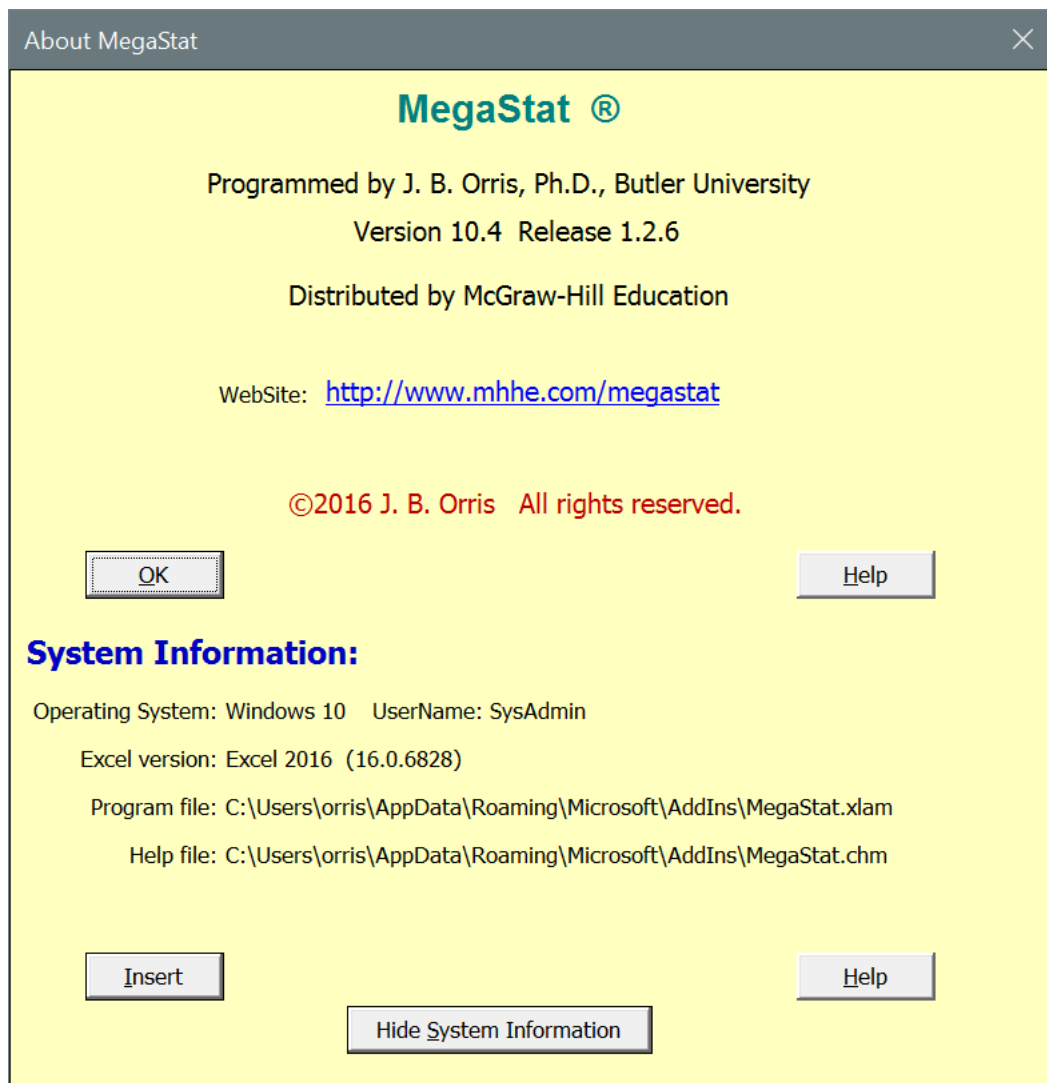 About MegaStat
MegaStat ®
Programmed by J. B. Orris, Ph.D., Butler University
Version 10.4 Release 1.2.6
Distributed by McGraw-Hill Education
WebSite: http://www.mhhe.com/megastat
©2016 J. B. Orris All rights reserved.
OK Help
System Information:
Operating System: Windows 10 UserName: SysAdmin
Excel version: Excel 2016 (16.0.6828)
Program file: C:\Users\orris\AppData\Roaming\Microsoft\AddIns\MegaStat.xlam
Help file: C:\Users\orris\AppData\Roaming\Microsoft\AddIns\MegaStat.chm
Insert Help
Hide System Information